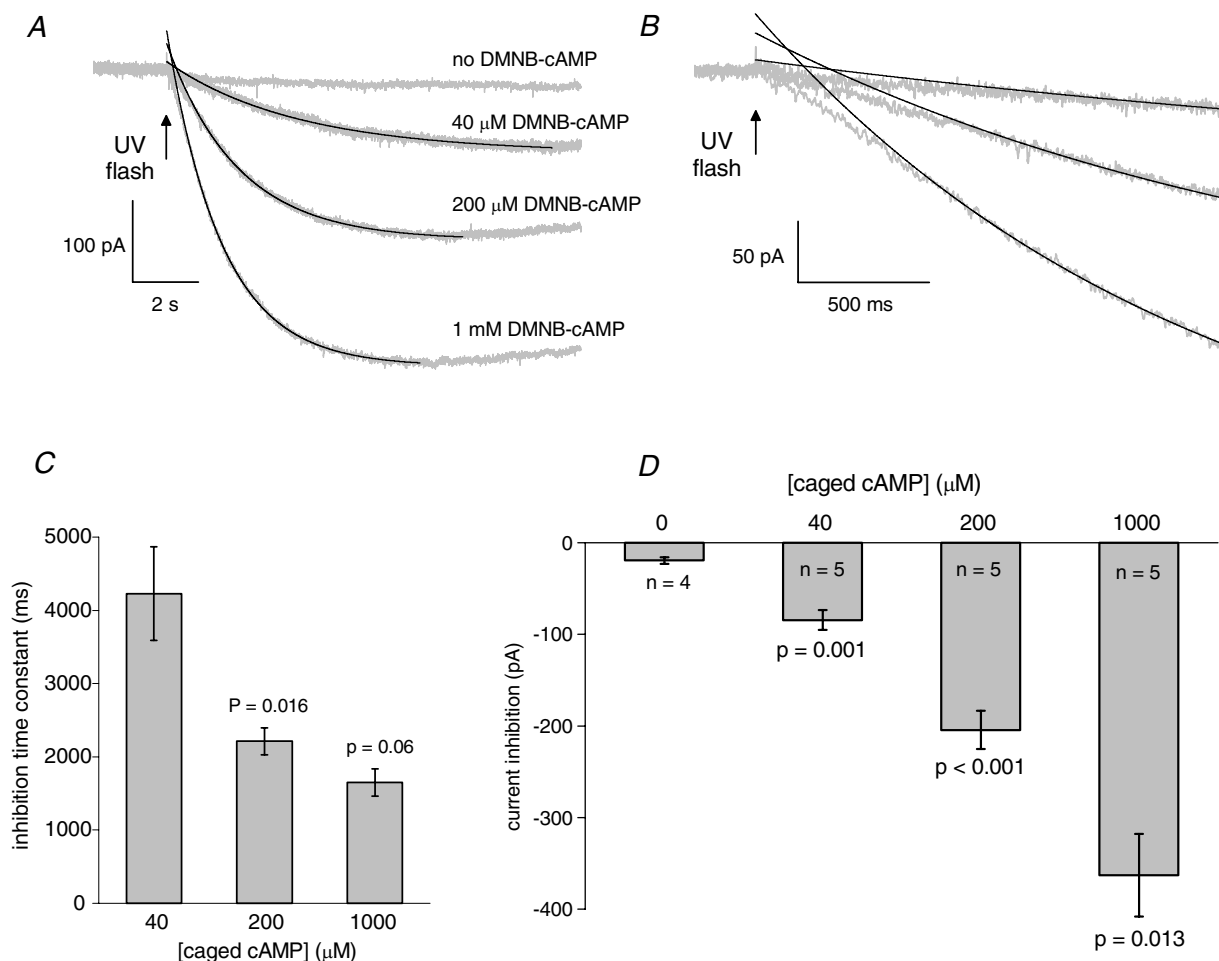 A
no DMNB-cAMP
40 μM DMNB-cAMP
UV
flash
200 μM DMNB-cAMP
100 pA
2 s
1 mM DMNB-cAMP
B
UV
flash
50 pA
500 ms
C
inhibition time constant (ms)
5000
4000
3000
2000
1000
0
P = 0.016
p = 0.06
40
200
1000
[caged cAMP] (μM)
D
[caged cAMP] (μM)
0
40
200
1000
current inhibition (pA)
0
-100
-200
-300
-400
n = 4
n = 5
n = 5
n = 5
p = 0.001
p < 0.001
p = 0.013